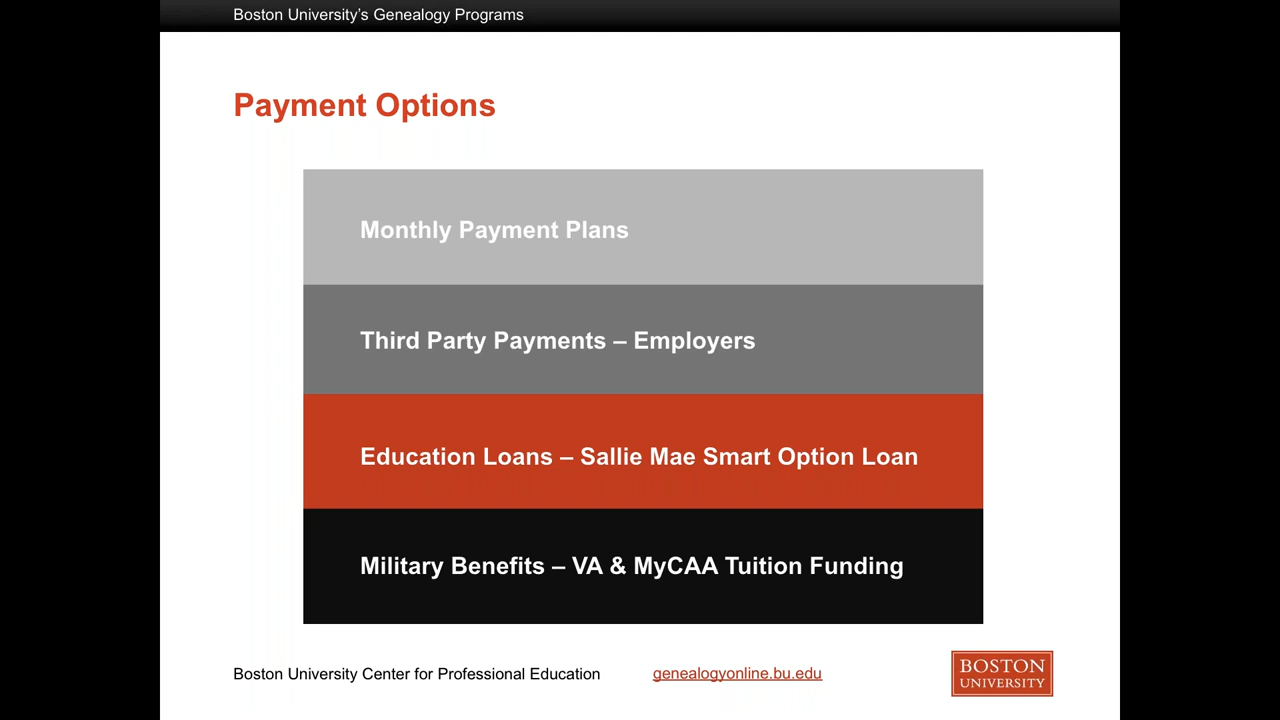 Boston University’s Genealogy Programs
Payment Options
Monthly Payment Plans
Third Party Payments – Employers
Education Loans – Sallie Mae Smart Option Loan
Military Benefits – VA & MyCAA Tuition Funding
Boston University Center for Professional Education
genealogyonline.bu.edu
BOSTON
UNIVERSITY